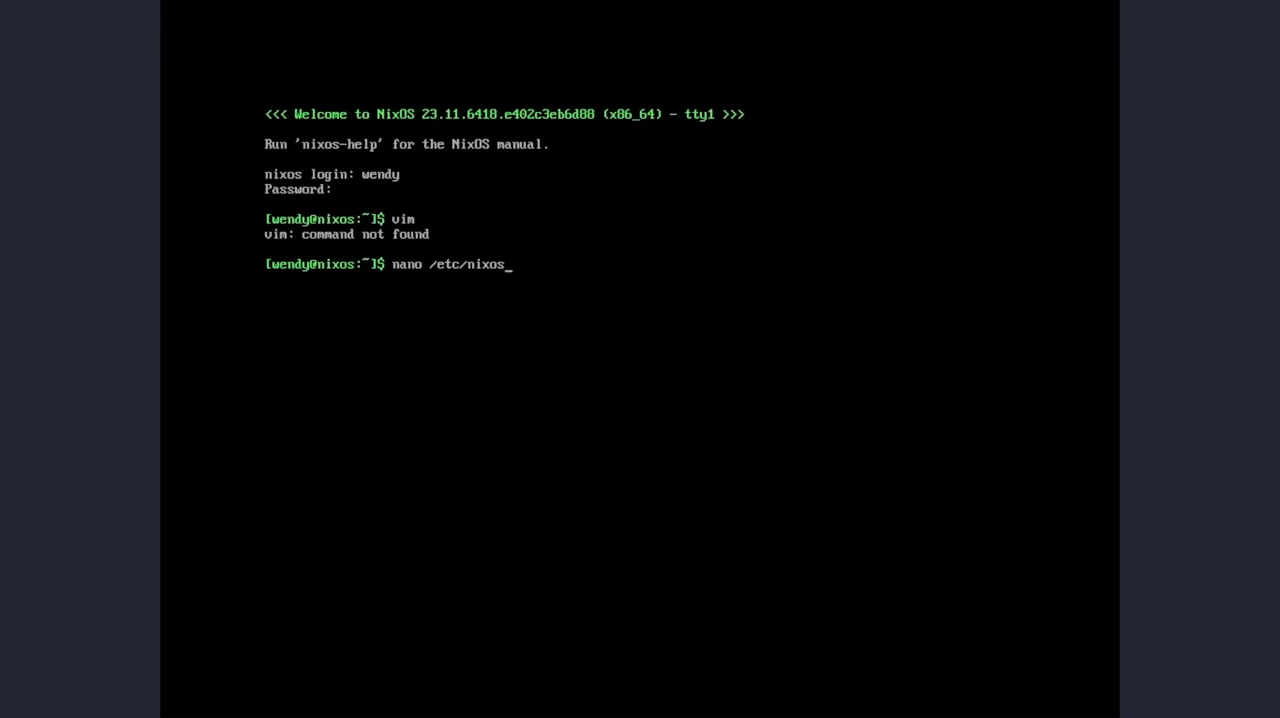 <<< Welcome to NixOS 23.11.6418.e402c3eb6d88 (x86_64) - tty1 >>>
Run 'nixos-help' for the NixOS manual.
nixos login: wendy
Password:
[wendy@nixos:~]$ vim
vim: command not found
[wendy@nixos:~]$ nano /etc/nixos_